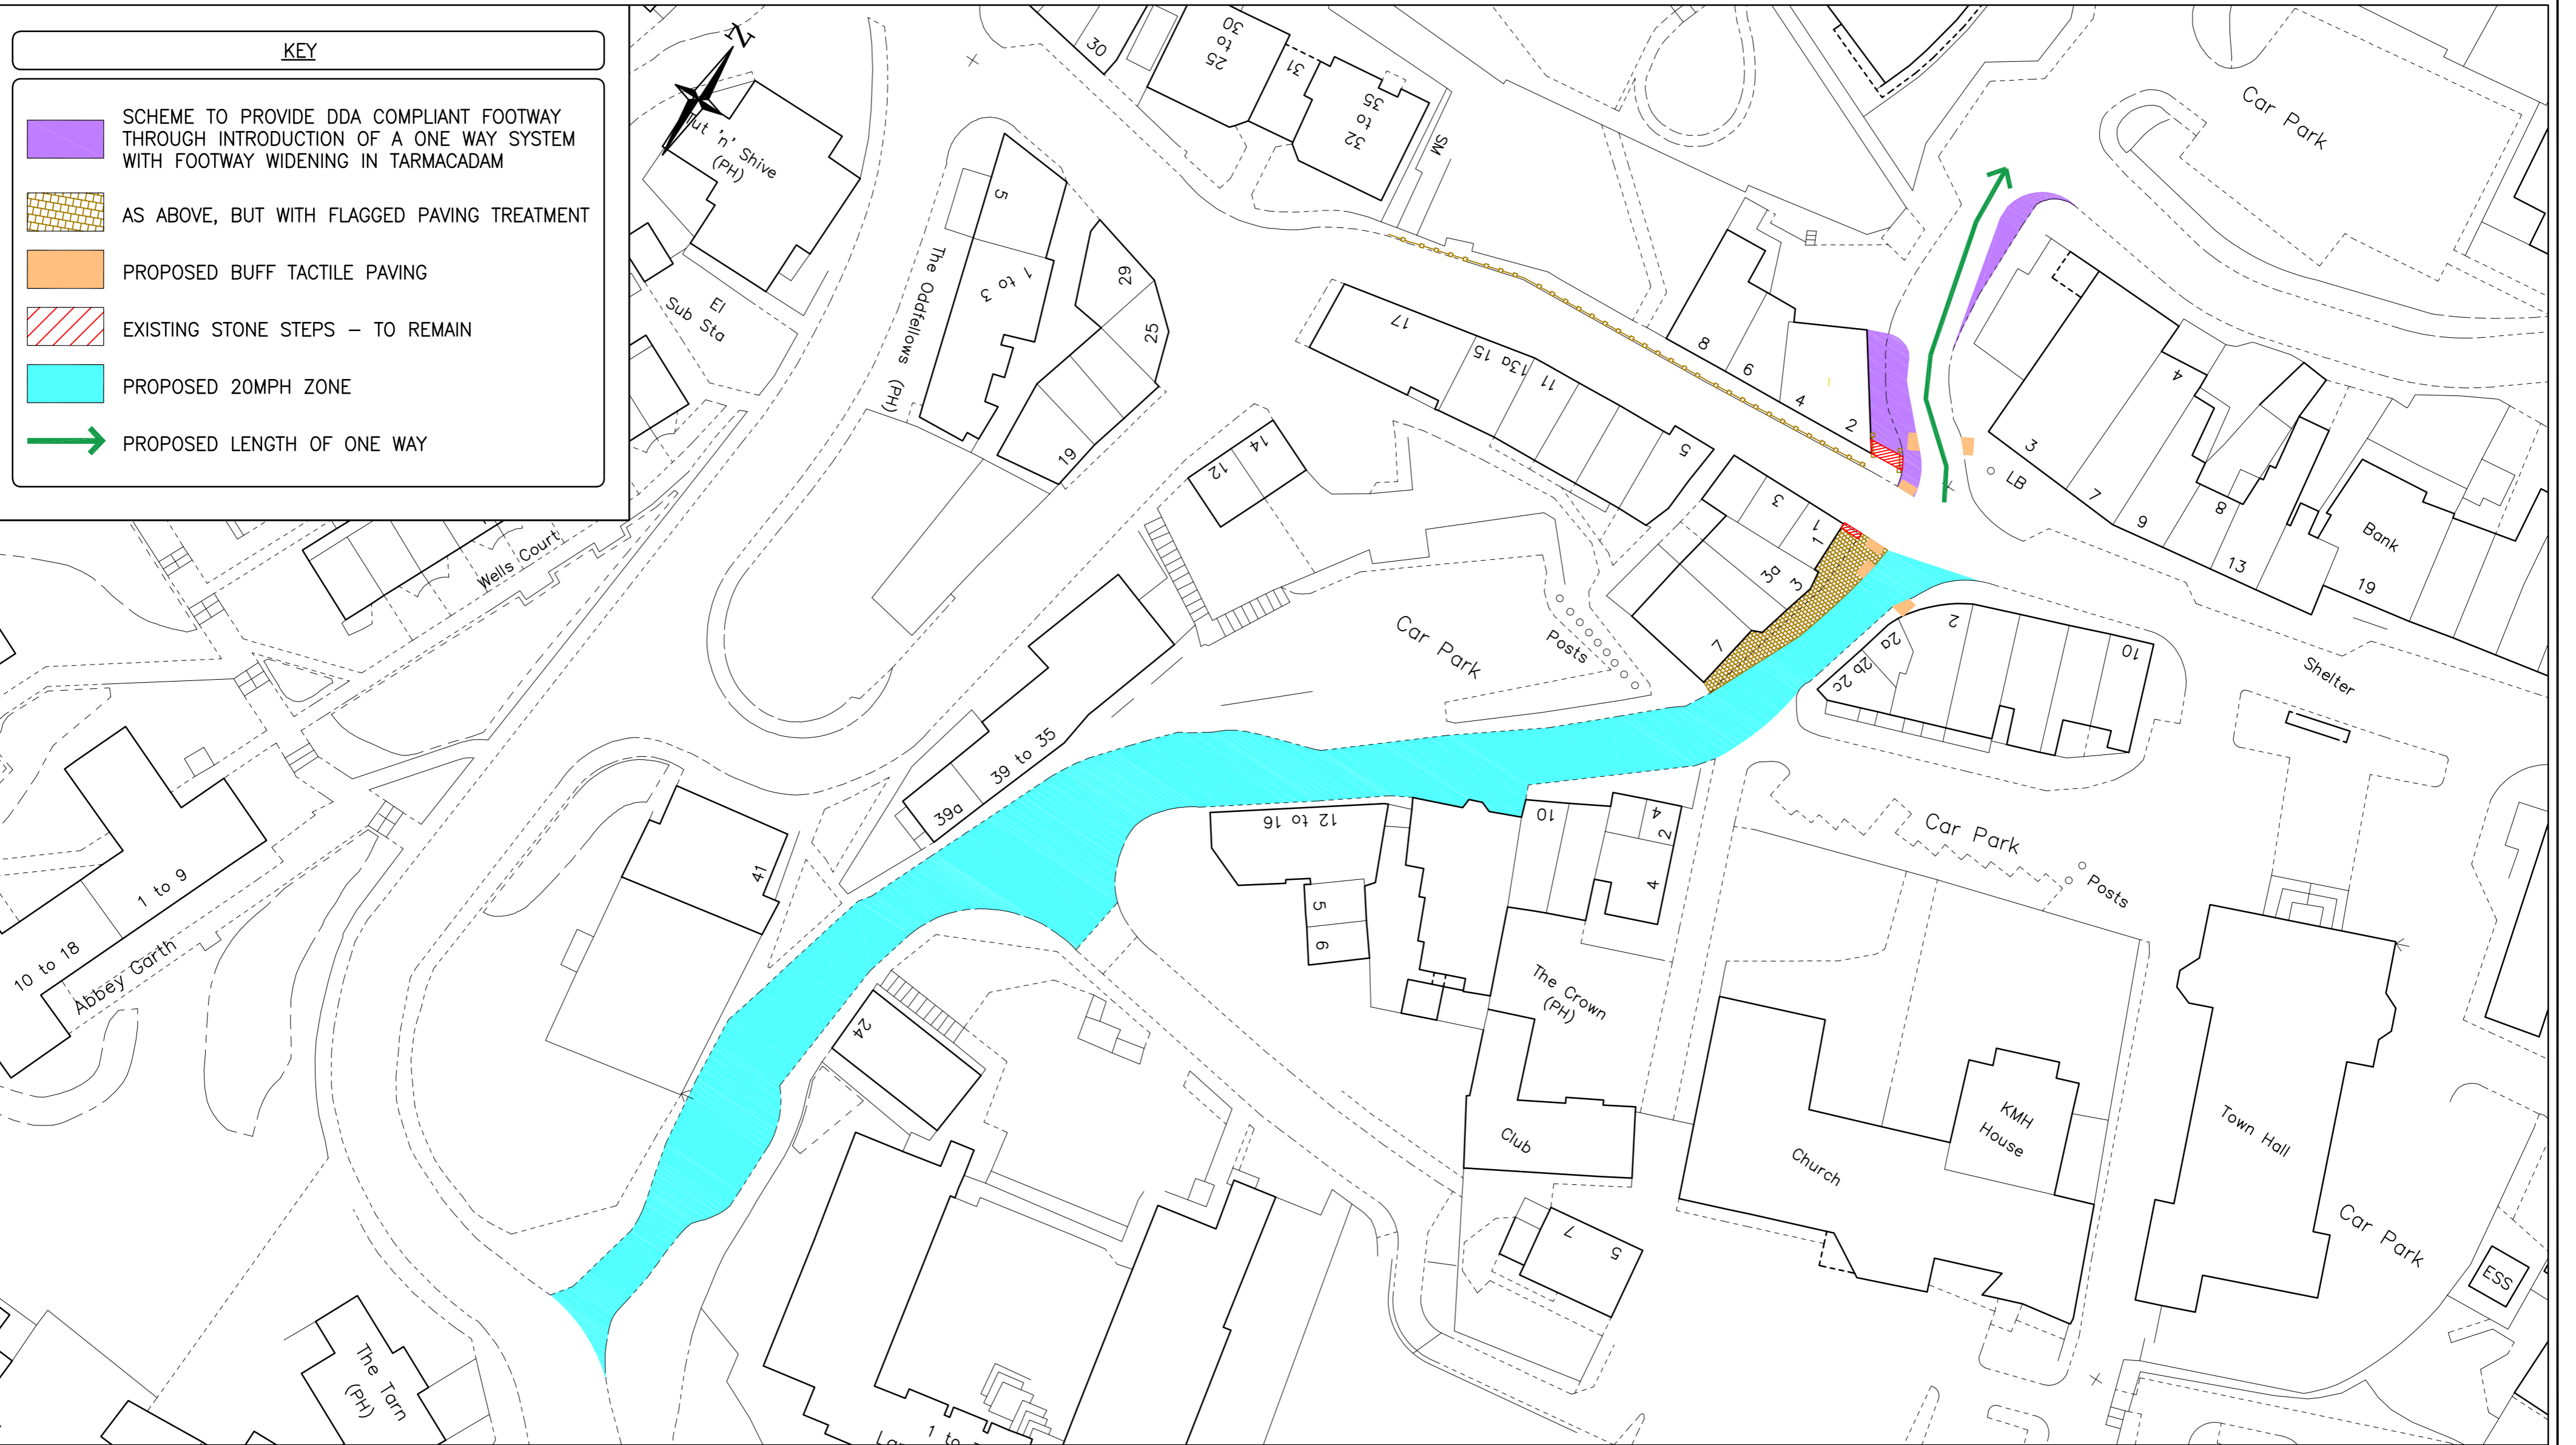 KEY
SCHEME TO PROVIDE DDA COMPLIANT FOOTWAY
THROUGH INTRODUCTION OF A ONE WAY SYSTEM
WITH FOOTWAY WIDENING IN TARMACADAM
AS ABOVE, BUT WITH FLAGGED PAVING TREATMENT
PROPOSED BUFF TACTILE PAVING
EXISTING STONE STEPS – TO REMAIN
PROPOSED 20MPH ZONE
PROPOSED LENGTH OF ONE WAY
N
'n' Shive
(PH)
El
Sub Sta
30
30
to
25
31
35
to
32
SM
Car Park
5
1 to 3
The Oddfellows (PH)
29
25
19
17
15
13a
11
5
8
6
4
2
3
7
9
4
8
13
LB
Bank
19
14
12
3
1
1
3a
3
7
Car Park
Posts
2
2a
2b
2c
10
Shelter
Wells Court
39 to 35
39a
41
1 to 9
10 to 18
Abbey Garth
12 to 16
5
6
10
4
2
4
The Crown
(PH)
Car Park
Posts
24
Club
7
5
Church
KMH
House
Town Hall
Car Park
ESS
The Tarn
(PH)
1 to